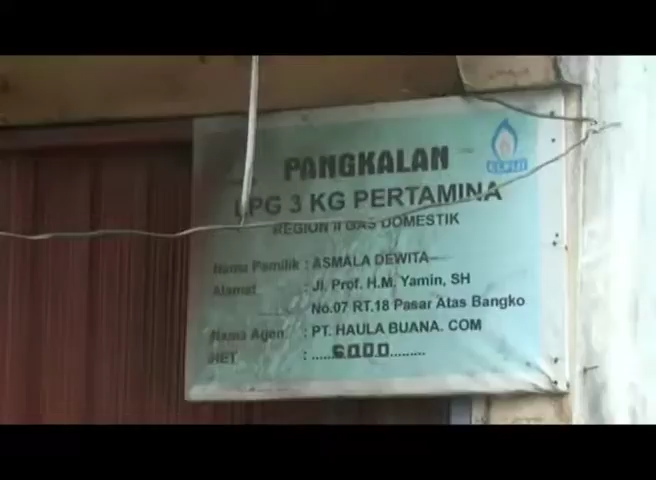 PANGKALAN
ELPIJI
LPG 3 KG PERTAMINA
REGION II GAS DOMESTIK
Nama Pemilik : ASMALA DEWITA
Alamat : Jl. Prof. H.M. Yamin, SH
No.07 RT.18 Pasar Atas Bangko
Nama Agen : PT. HAULA BUANA. COM
HET : ......6000.........